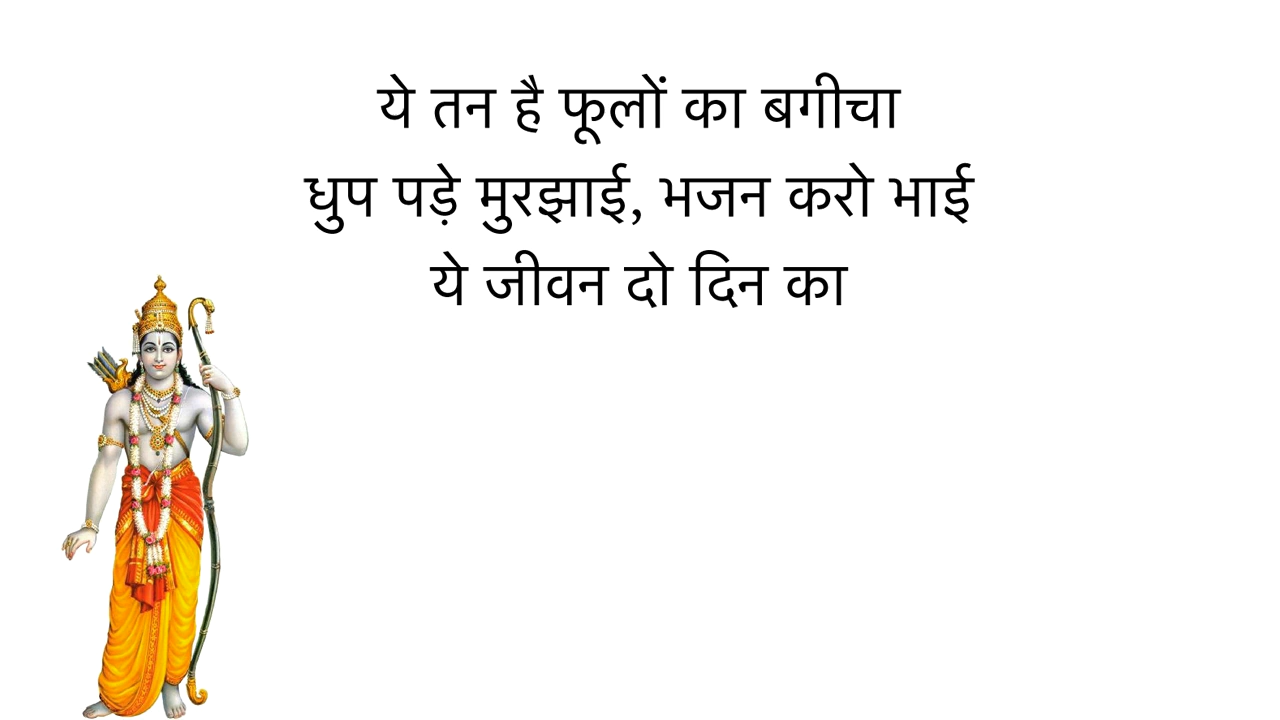 ये तन है फूलों का बगीचा
धुप पड़े मुरझाई, भजन करो भाई
ये जीवन दो दिन का